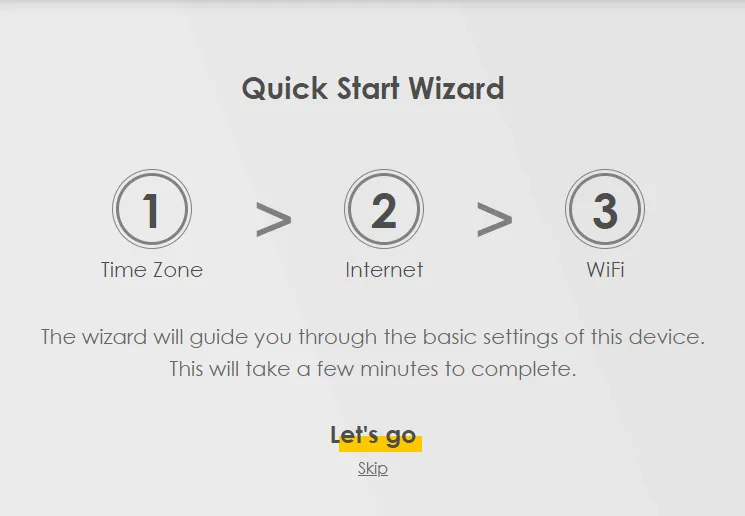 Quick Start Wizard
1 > 2 > 3
Time Zone Internet WiFi
The wizard will guide you through the basic settings of this device.
This will take a few minutes to complete.
Let's go
Skip